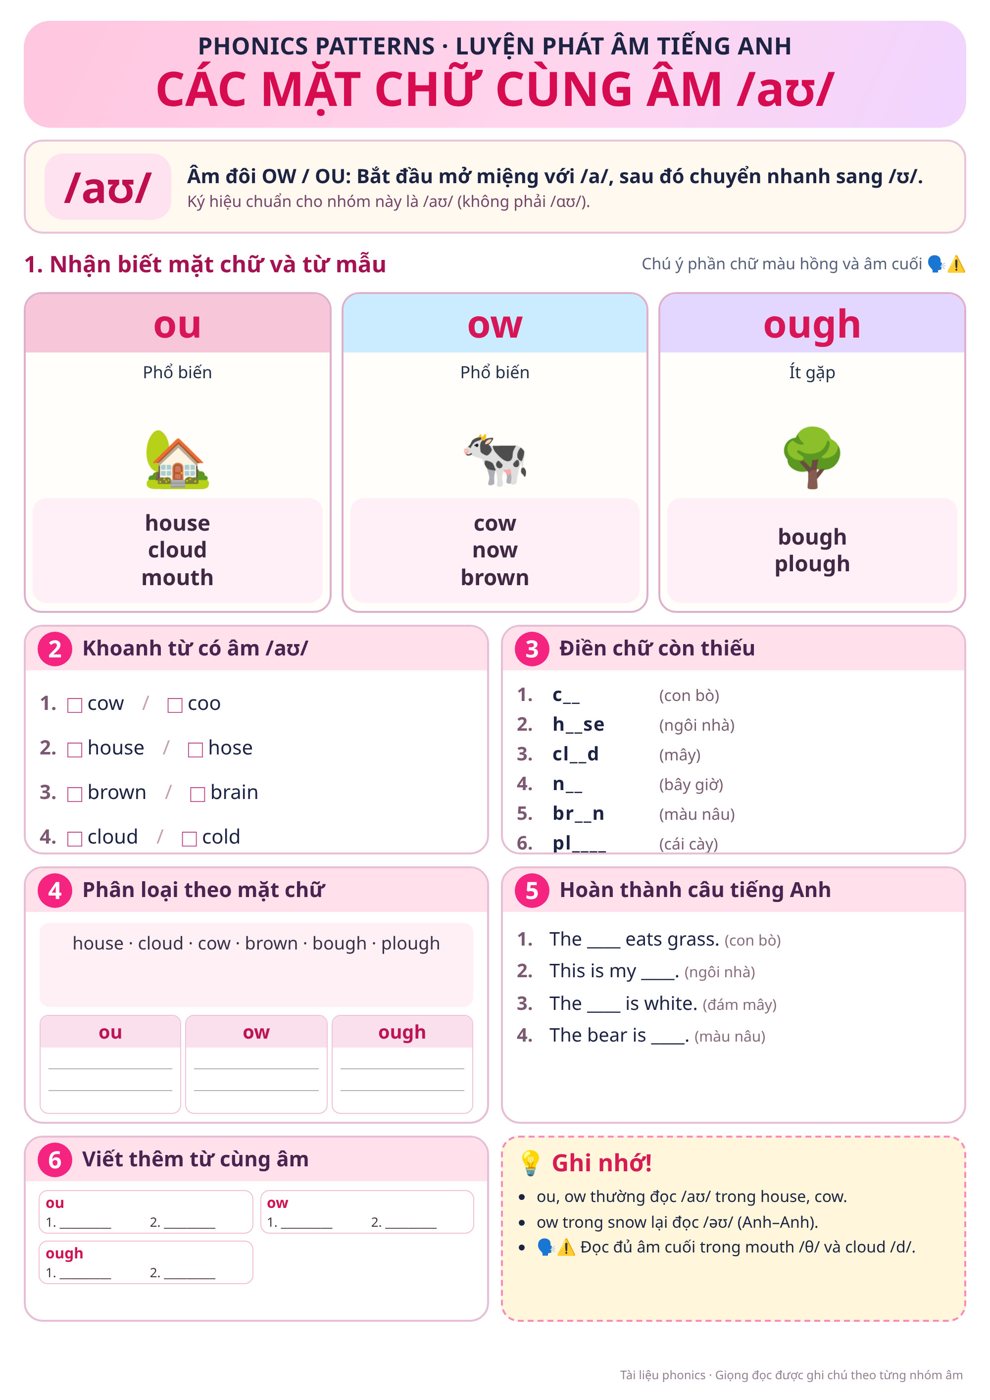 PHONICS PATTERNS · LUYỆN PHÁT ÂM TIẾNG ANH
CÁC MẶT CHỮ CÙNG ÂM /aʊ/
/aʊ/
Âm đôi OW / OU: Bắt đầu mở miệng với /a/, sau đó chuyển nhanh sang /ʊ/.
Ký hiệu chuẩn cho nhóm này là /aʊ/ (không phải /ɑʊ/).
1. Nhận biết mặt chữ và từ mẫu
Chú ý phần chữ màu hồng và âm cuối 🗣️⚠️
ou
Phổ biến
house
cloud
mouth
ow
Phổ biến
cow
now
brown
ough
Ít gặp
bough
plough
2 Khoanh từ có âm /aʊ/
1. ☐ cow / ☐ coo
2. ☐ house / ☐ hose
3. ☐ brown / ☐ brain
4. ☐ cloud / ☐ cold
3 Điền chữ còn thiếu
1. c__ (con bò)
2. h__se (ngôi nhà)
3. cl__d (mây)
4. n__ (bây giờ)
5. br__n (màu nâu)
6. pl____ (cái cày)
4 Phân loại theo mặt chữ
house · cloud · cow · brown · bough · plough
ou ow ough
5 Hoàn thành câu tiếng Anh
1. The ____ eats grass. (con bò)
2. This is my ____. (ngôi nhà)
3. The ____ is white. (đám mây)
4. The bear is ____. (màu nâu)
6 Viết thêm từ cùng âm
ou
1. ________ 2. ________
ow
1. ________ 2. ________
ough
1. ________ 2. ________
💡 Ghi nhớ!
• ou, ow thường đọc /aʊ/ trong house, cow.
• ow trong snow lại đọc /əʊ/ (Anh–Anh).
• 🗣️⚠️ Đọc đủ âm cuối trong mouth /θ/ và cloud /d/.
Tài liệu phonics · Giọng đọc được ghi chú theo từng nhóm âm